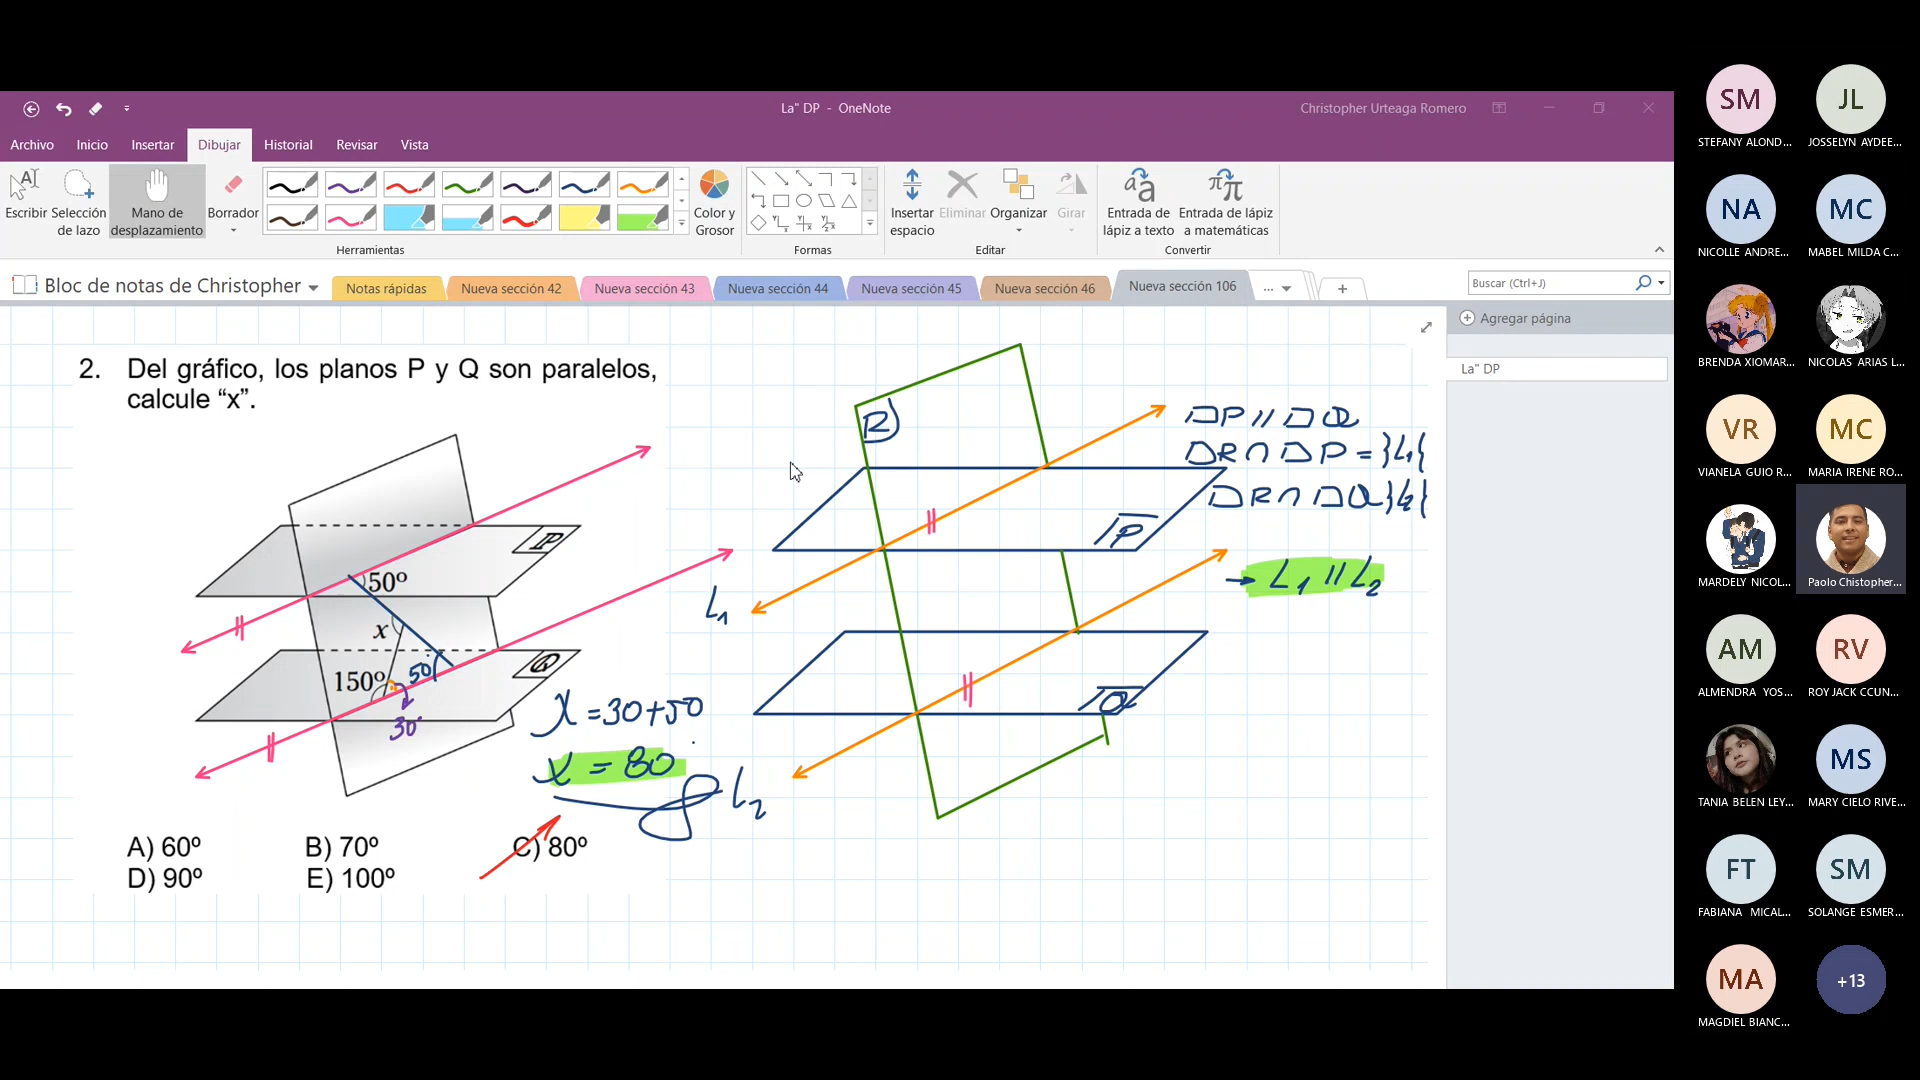 La" DP - OneNote
Christopher Urteaga Romero
Archivo Inicio Insertar Dibujar Historial Revisar Vista
Escribir
Selección de lazo
Mano de desplazamiento
Borrador
Color y Grosor
Insertar espacio
Eliminar
Organizar
Girar
Entrada de lápiz a texto
Entrada de lápiz a matemáticas
Herramientas
Formas
Editar
Convertir
Bloc de notas de Christopher
Notas rápidas
Nueva sección 42
Nueva sección 43
Nueva sección 44
Nueva sección 45
Nueva sección 46
Nueva sección 106
...
Buscar (Ctrl+J)
Agregar página
La" DP
2. Del gráfico, los planos P y Q son paralelos,
calcule “x”.
P
50º
x
Q
150º
50°
30°
x = 30+50
x = 80
A) 60º B) 70º C) 80º
D) 90º E) 100º
R
P
Q
L1
L2
▱P // ▱Q
▱R ∩ ▱P = }L1{
▱R ∩ ▱Q }L2{
→ L1 // L2
SM
STEFANY ALOND...
JL
JOSSELYN AYDEE...
NA
NICOLLE ANDRE...
MC
MABEL MILDA C...
BRENDA XIOMAR...
NICOLAS ARIAS L...
VR
VIANELA GUIO R...
MC
MARIA IRENE RO...
MARDELY NICOL...
Paolo Chistopher...
AM
ALMENDRA YOS...
RV
ROY JACK CCUN...
TANIA BELEN LEY...
MS
MARY CIELO RIVE...
FT
FABIANA MICAL...
SM
SOLANGE ESMER...
MA
MAGDIEL BIANC...
+13